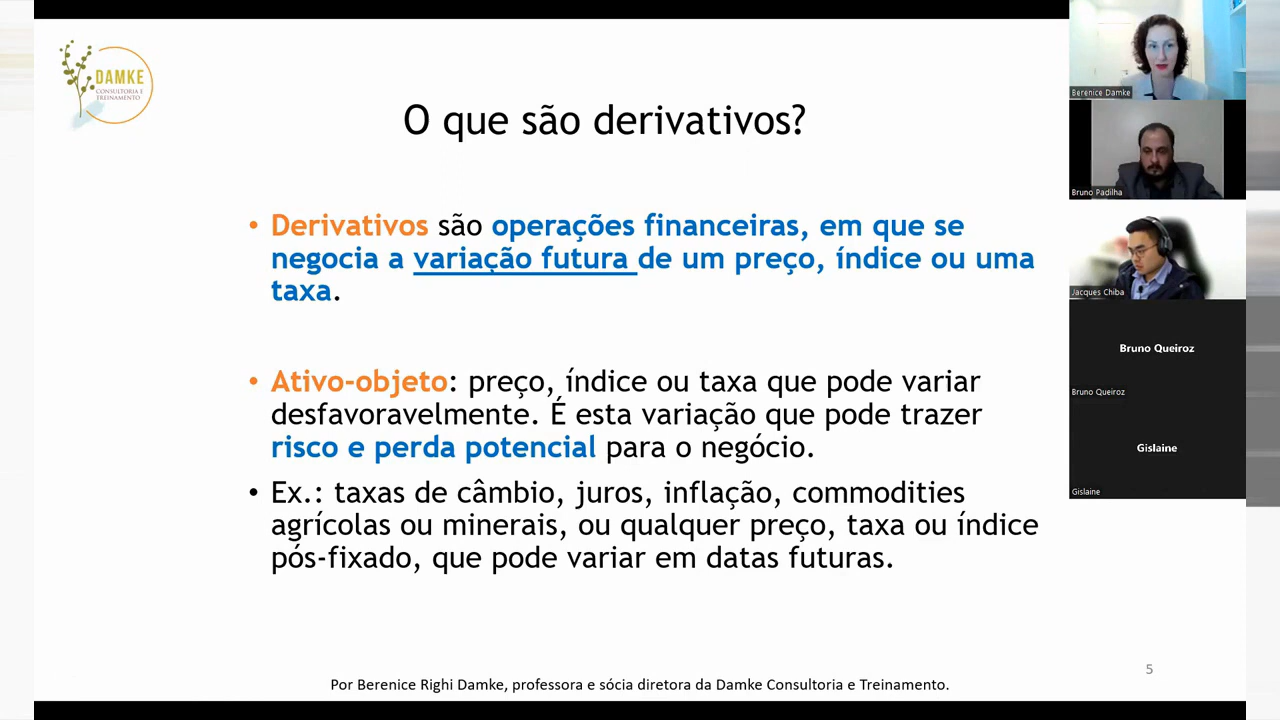 DAMKE
CONSULTORIA E
TREINAMENTO
O que são derivativos?
• Derivativos são operações financeiras, em que se
negocia a variação futura de um preço, índice ou uma
taxa.
• Ativo-objeto: preço, índice ou taxa que pode variar
desfavoravelmente. É esta variação que pode trazer
risco e perda potencial para o negócio.
• Ex.: taxas de câmbio, juros, inflação, commodities
agrícolas ou minerais, ou qualquer preço, taxa ou índice
pós-fixado, que pode variar em datas futuras.
5
Por Berenice Righi Damke, professora e sócia diretora da Damke Consultoria e Treinamento.
Berenice Damke
Bruno Padilha
Jacques Chiba
Bruno Queiroz
Bruno Queiroz
Gislaine
Gislaine